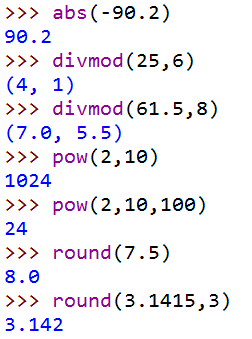 >>> abs(-90.2)
90.2
>>> divmod(25,6)
(4, 1)
>>> divmod(61.5,8)
(7.0, 5.5)
>>> pow(2,10)
1024
>>> pow(2,10,100)
24
>>> round(7.5)
8.0
>>> round(3.1415,3)
3.142